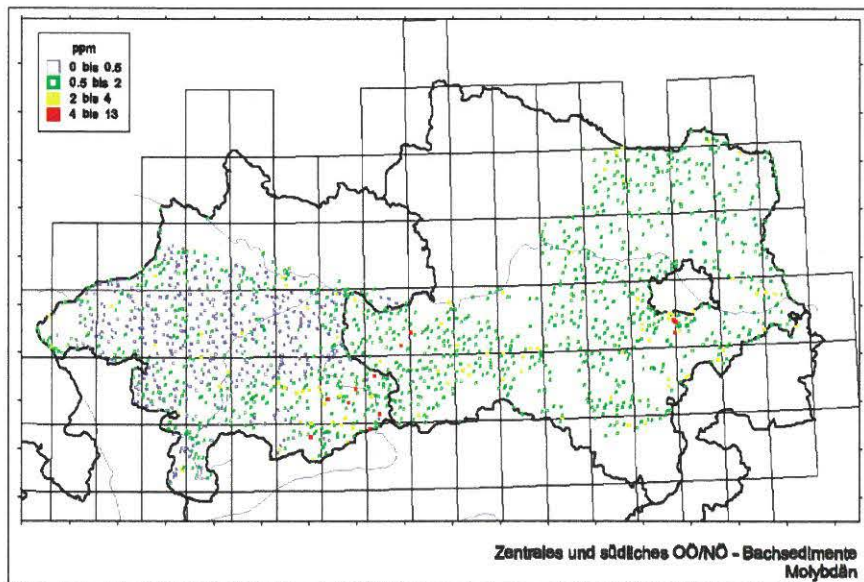 ppm
0 bis 0.5
0.5 bis 2
2 bis 4
4 bis 13
Zentrales und südliches OÖ/NÖ - Bachsedimente
Molybdän